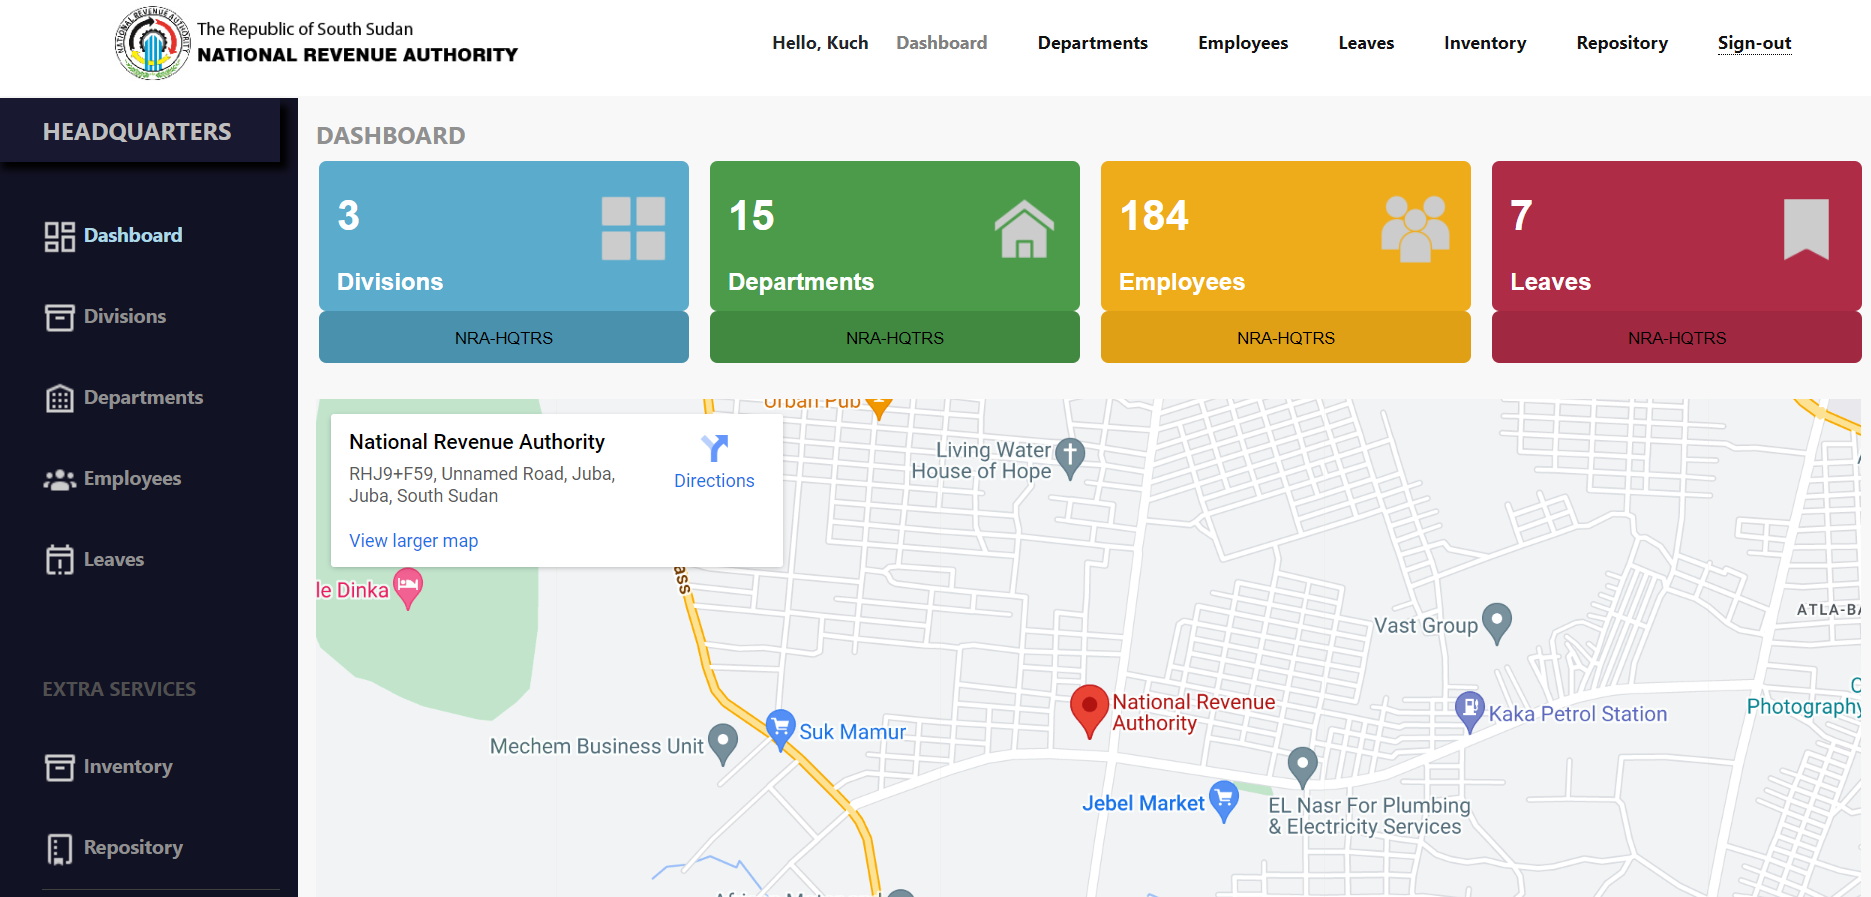 NATIONAL REVENUE AUTHORITY
The Republic of South Sudan
NATIONAL REVENUE AUTHORITY
Hello, Kuch
Dashboard
Departments
Employees
Leaves
Inventory
Repository
Sign-out
HEADQUARTERS
Dashboard
Divisions
Departments
Employees
Leaves
EXTRA SERVICES
Inventory
Repository
DASHBOARD
3
Divisions
NRA-HQTRS
15
Departments
NRA-HQTRS
184
Employees
NRA-HQTRS
7
Leaves
NRA-HQTRS
National Revenue Authority
RHJ9+F59, Unnamed Road, Juba,
Juba, South Sudan
View larger map
Directions
Urban Pub
Living Water
House of Hope
le Dinka
ass
Vast Group
ATLA-BA
National Revenue
Authority
Kaka Petrol Station
Photography
Suk Mamur
Mechem Business Unit
Jebel Market
EL Nasr For Plumbing
& Electricity Services